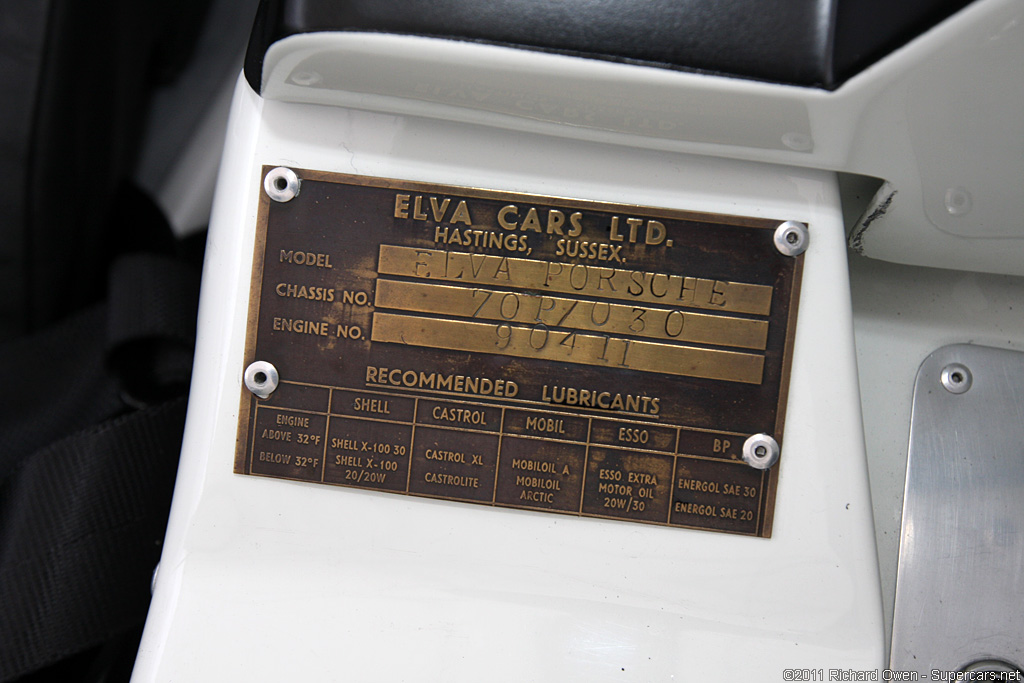 ELVA CARS LTD.
HASTINGS, SUSSEX.
MODEL ELVA PORSCHE
CHASSIS NO. 70P/030
ENGINE NO. 90411
RECOMMENDED LUBRICANTS
SHELL CASTROL MOBIL ESSO BP.
ENGINE
ABOVE 32°F
BELOW 32°F
SHELL X-100 30
SHELL X-100
20/20W
CASTROL XL
CASTROLITE
MOBILOIL A
MOBILOIL
ARCTIC
ESSO EXTRA
MOTOR OIL
20W/30
ENERGOL SAE 30
ENERGOL SAE 20
©2011 Richard Owen - Supercars.net